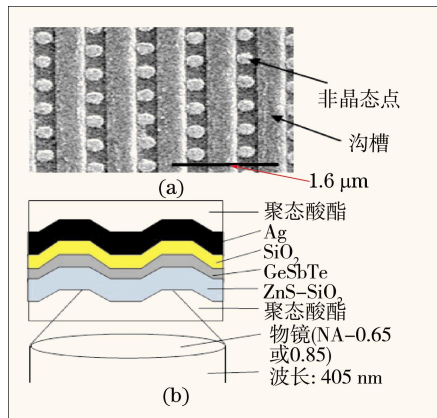 非晶态点
沟槽
(a)
1.6 μm
聚态酸酯
Ag
SiO₂
GeSbTe
ZnS-SiO₂
聚态酸酯
物镜(NA-0.65
或0.85)
波长: 405 nm
(b)